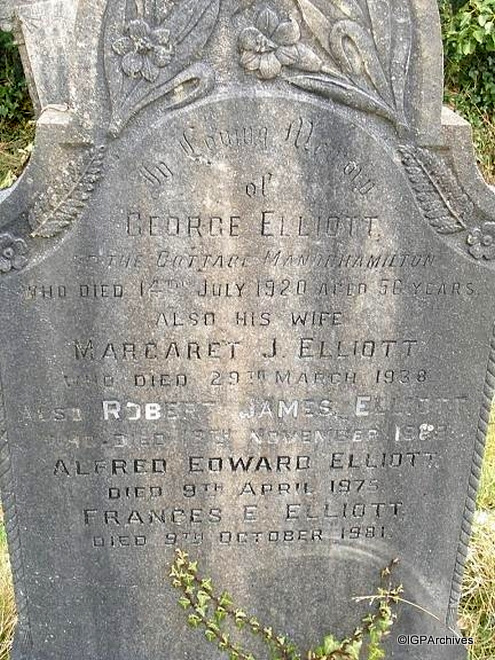 In Loving Memory
of
GEORGE ELLIOTT,
OF THE COTTAGE MANORHAMILTON
WHO DIED 14TH JULY 1920 AGED 56 YEARS.
ALSO HIS WIFE
MARGARET J. ELLIOTT
WHO DIED 29TH MARCH 1938
ALSO ROBERT JAMES ELLIOTT
WHO DIED NOVEMBER
ALFRED EDWARD ELLIOTT
DIED 9TH APRIL 1975
FRANCES E. ELLIOTT
DIED 9TH OCTOBER 1981.
©IGPArchives